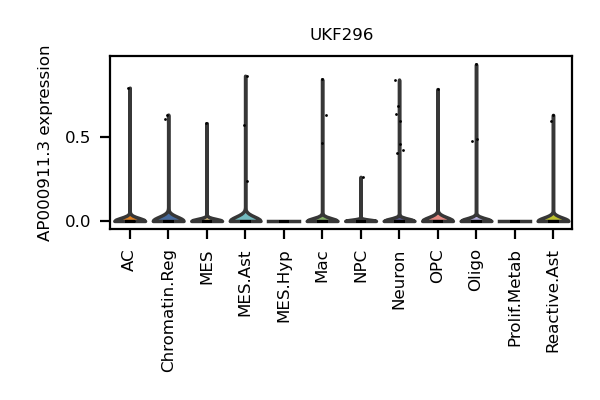 UKF296
AP000911.3 expression
0.5
0.0
AC
Chromatin.Reg
MES
MES.Ast
MES.Hyp
Mac
NPC
Neuron
OPC
Oligo
Prolif.Metab
Reactive.Ast